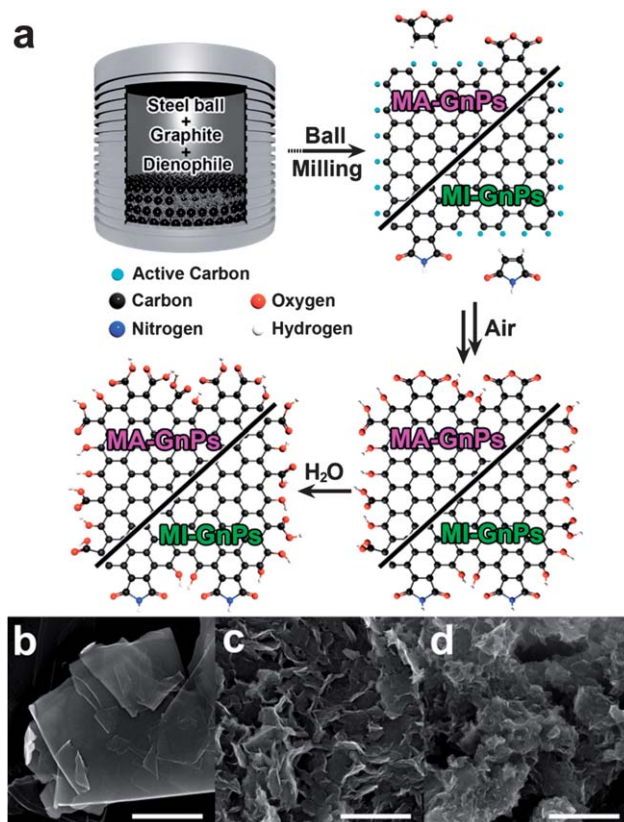 a
Steel ball
+
Graphite
+
Dienophile
Ball
Milling
MA-GnPs
MI-GnPs
Active Carbon
Carbon
Oxygen
Nitrogen
Hydrogen
Air
MA-GnPs
MI-GnPs
H₂O
MA-GnPs
MI-GnPs
b
c
d